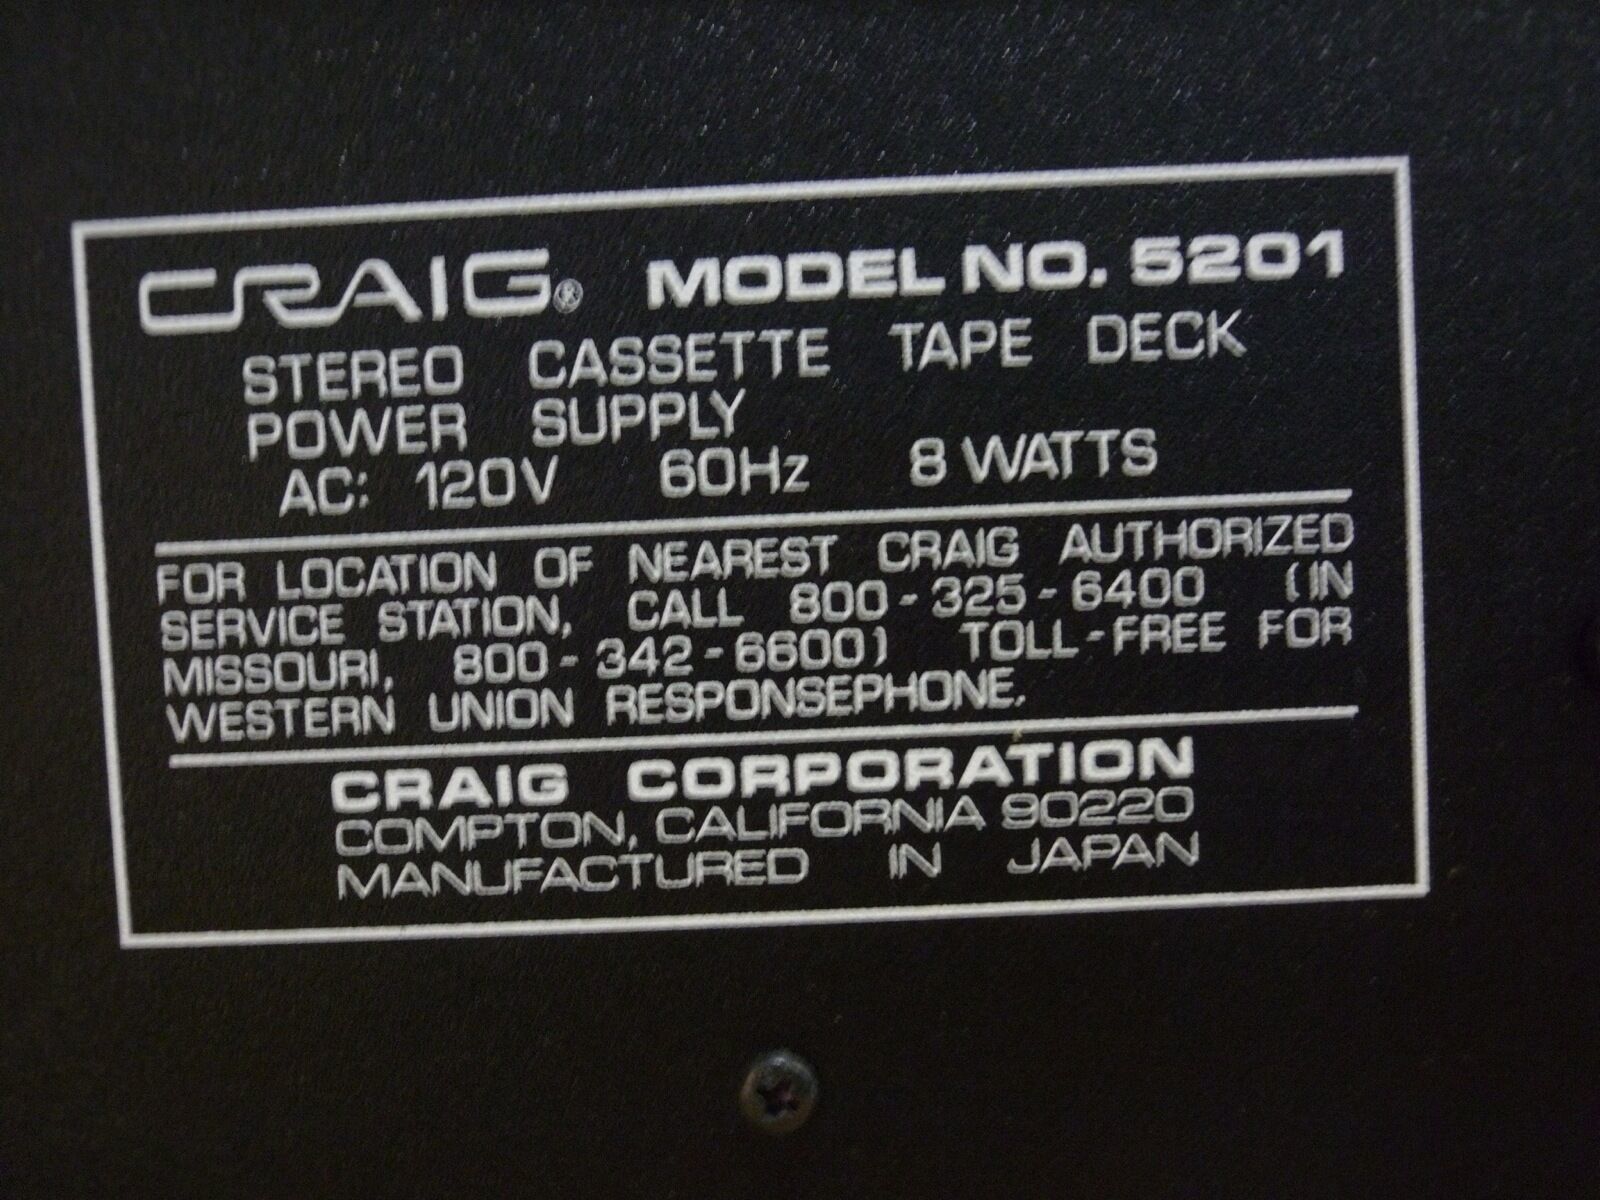 CRAIG® MODEL NO. 5201
STEREO CASSETTE TAPE DECK
POWER SUPPLY
AC: 120V 60Hz 8 WATTS
FOR LOCATION OF NEAREST CRAIG AUTHORIZED
SERVICE STATION, CALL 800-325-6400 (IN
MISSOURI, 800-342-6600) TOLL-FREE FOR
WESTERN UNION RESPONSEPHONE.
CRAIG CORPORATION
COMPTON, CALIFORNIA 90220
MANUFACTURED IN JAPAN